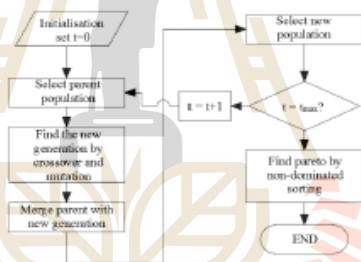 Initialisation
set t=0
Select parent
population
Find the new
generation by
crossover and
mutation
Merge parent with
new generation
Select new
population
t = tmax?
t = t+1
Find pareto by
non-dominated
sorting
END